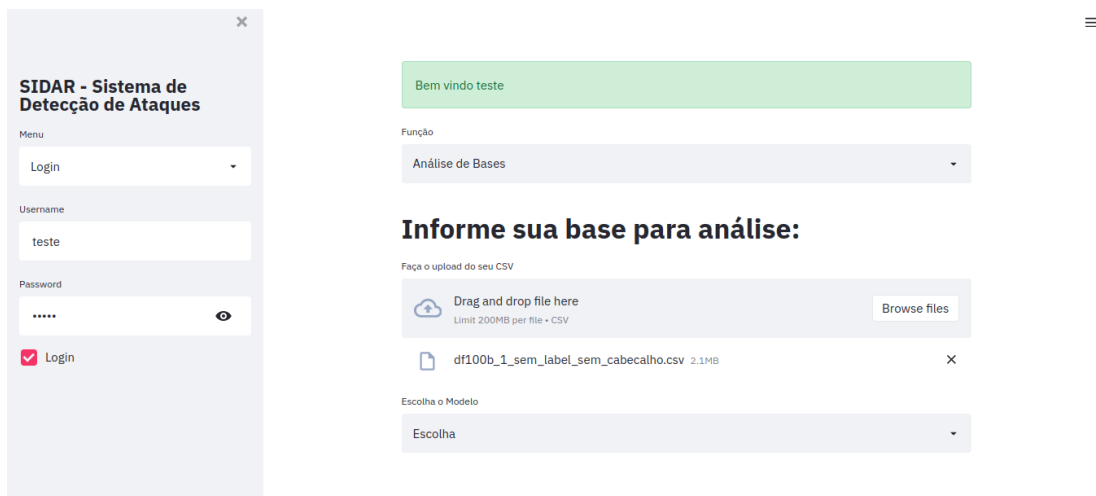 SIDAR - Sistema de
Detecção de Ataques
Menu
Login
Username
teste
Password
•••••
Login
Bem vindo teste
Função
Análise de Bases
Informe sua base para análise:
Faça o upload do seu CSV
Drag and drop file here
Limit 200MB per file • CSV
Browse files
df100b_1_sem_label_sem_cabecalho.csv 2.1MB
Escolha o Modelo
Escolha